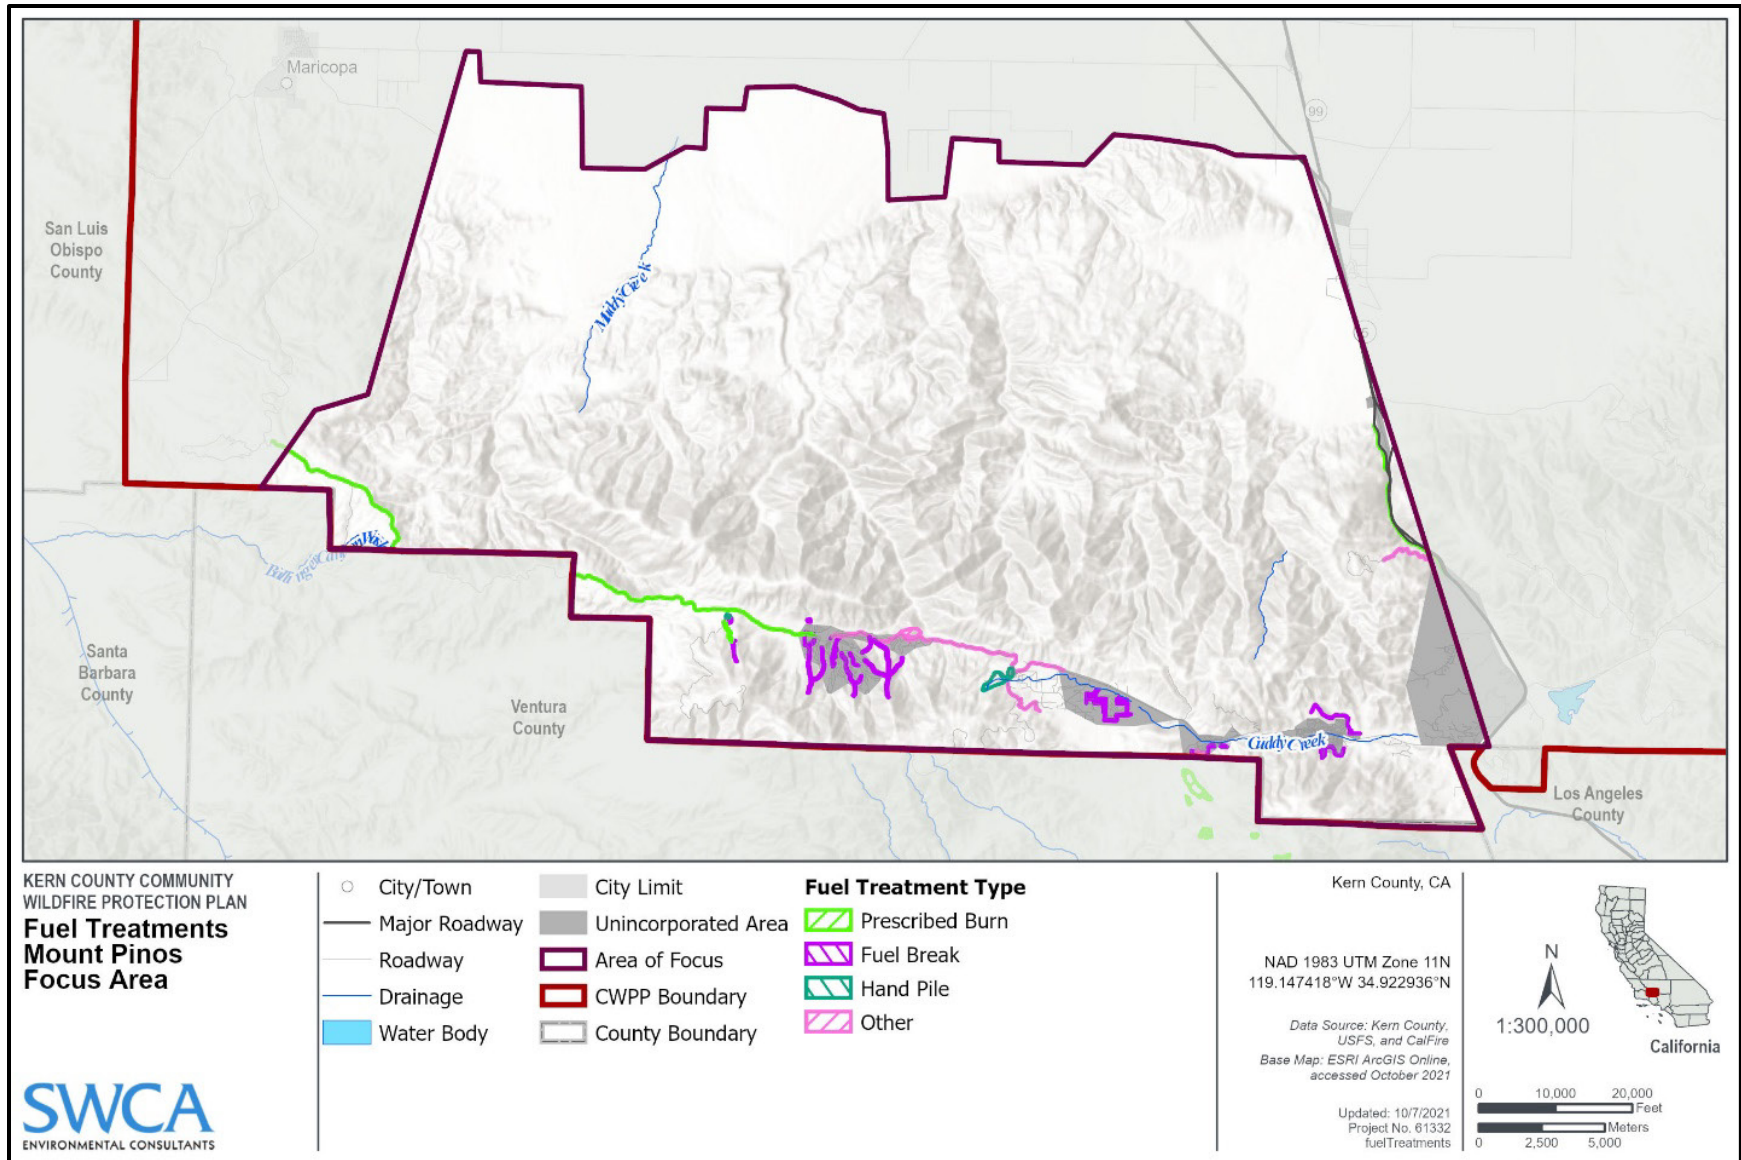 Maricopa
99
San Luis
Obispo
County
Santa
Barbara
County
Ventura
County
Cuddy Creek
Los Angeles
County
KERN COUNTY COMMUNITY
WILDFIRE PROTECTION PLAN
Fuel Treatments
Mount Pinos
Focus Area
SWCA
ENVIRONMENTAL CONSULTANTS
City/Town
Major Roadway
Roadway
Drainage
Water Body
City Limit
Unincorporated Area
Area of Focus
CWPP Boundary
County Boundary
Fuel Treatment Type
Prescribed Burn
Fuel Break
Hand Pile
Other
Kern County, CA
NAD 1983 UTM Zone 11N
119.147418°W 34.922936°N
Data Source: Kern County,
USFS, and CalFire
Base Map: ESRI ArcGIS Online,
accessed October 2021
Updated: 10/7/2021
Project No. 61332
fuelTreatments
N
1:300,000
California
0 10,000 20,000
Feet
Meters
0 2,500 5,000